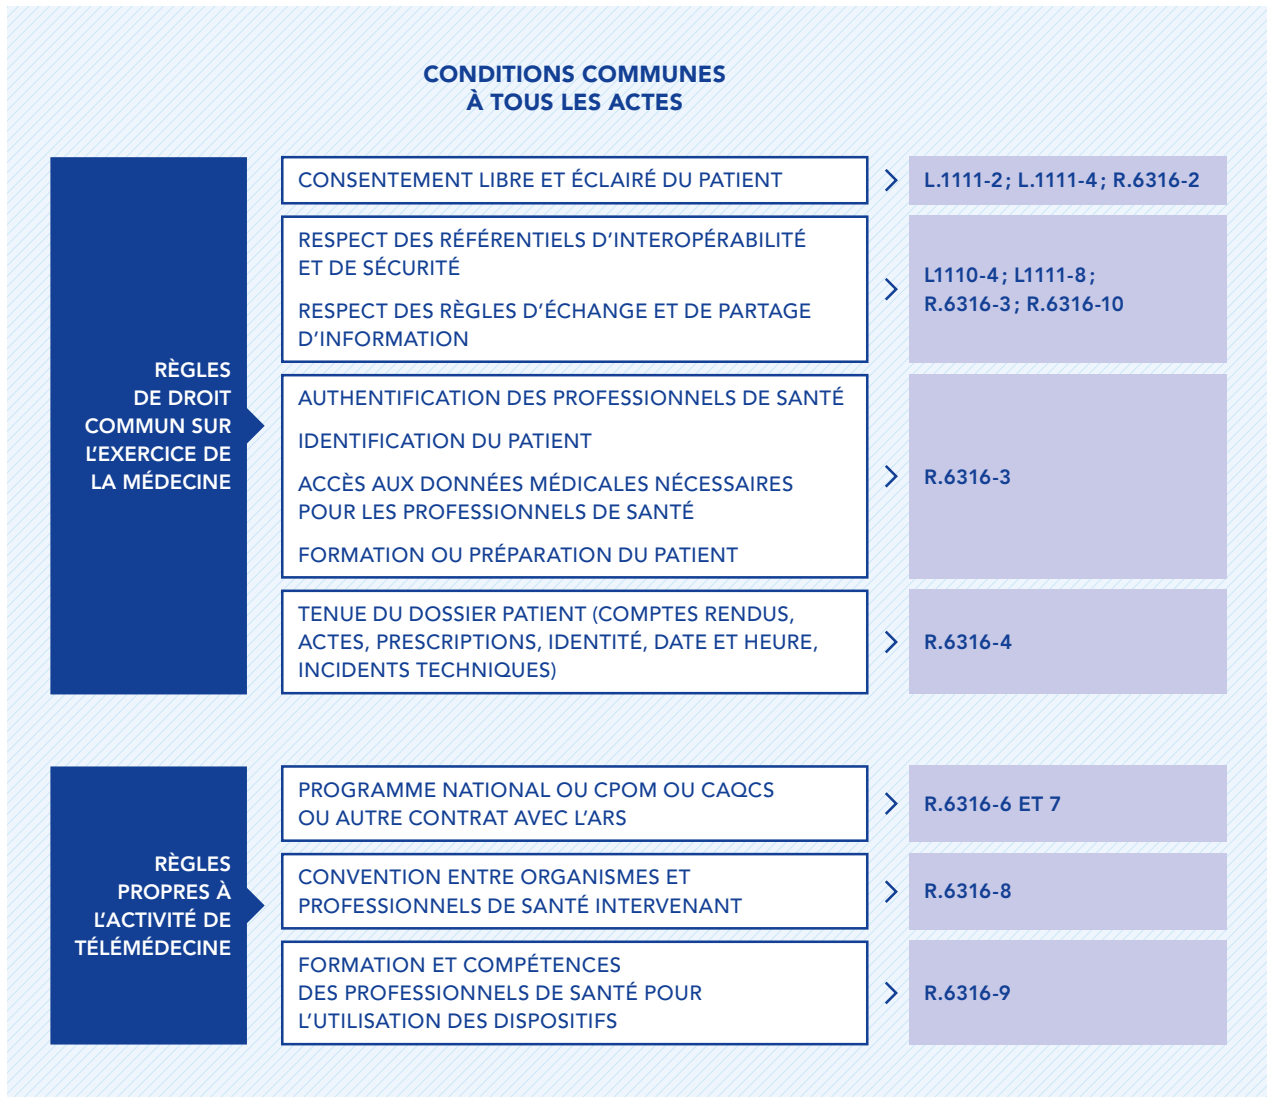 CONDITIONS COMMUNES
À TOUS LES ACTES
RÈGLES
DE DROIT
COMMUN SUR
L’EXERCICE DE
LA MÉDECINE
CONSENTEMENT LIBRE ET ÉCLAIRÉ DU PATIENT
L.1111-2 ; L.1111-4 ; R.6316-2
RESPECT DES RÉFÉRENTIELS D’INTEROPÉRABILITÉ
ET DE SÉCURITÉ
RESPECT DES RÈGLES D’ÉCHANGE ET DE PARTAGE
D’INFORMATION
L1110-4 ; L1111-8 ;
R.6316-3 ; R.6316-10
AUTHENTIFICATION DES PROFESSIONNELS DE SANTÉ
IDENTIFICATION DU PATIENT
ACCÈS AUX DONNÉES MÉDICALES NÉCESSAIRES
POUR LES PROFESSIONNELS DE SANTÉ
FORMATION OU PRÉPARATION DU PATIENT
R.6316-3
TENUE DU DOSSIER PATIENT (COMPTES RENDUS,
ACTES, PRESCRIPTIONS, IDENTITÉ, DATE ET HEURE,
INCIDENTS TECHNIQUES)
R.6316-4
RÈGLES
PROPRES À
L’ACTIVITÉ DE
TÉLÉMÉDECINE
PROGRAMME NATIONAL OU CPOM OU CAQCS
OU AUTRE CONTRAT AVEC L’ARS
R.6316-6 ET 7
CONVENTION ENTRE ORGANISMES ET
PROFESSIONNELS DE SANTÉ INTERVENANT
R.6316-8
FORMATION ET COMPÉTENCES
DES PROFESSIONNELS DE SANTÉ POUR
L’UTILISATION DES DISPOSITIFS
R.6316-9